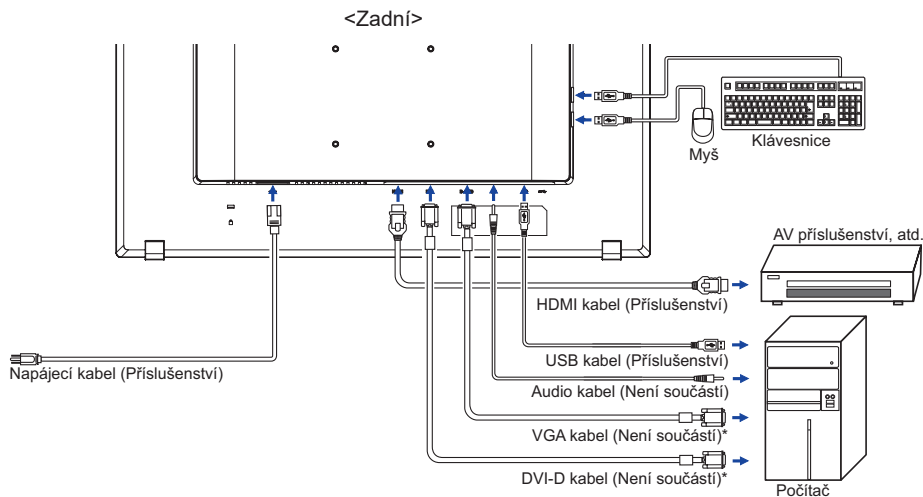 <Zadní>
Klávesnice
Myš
AV příslušenství, atd.
HDMI kabel (Příslušenství)
USB kabel (Příslušenství)
Napájecí kabel (Příslušenství)
Audio kabel (Není součástí)
VGA kabel (Není součástí)*
DVI-D kabel (Není součástí)*
Počítač